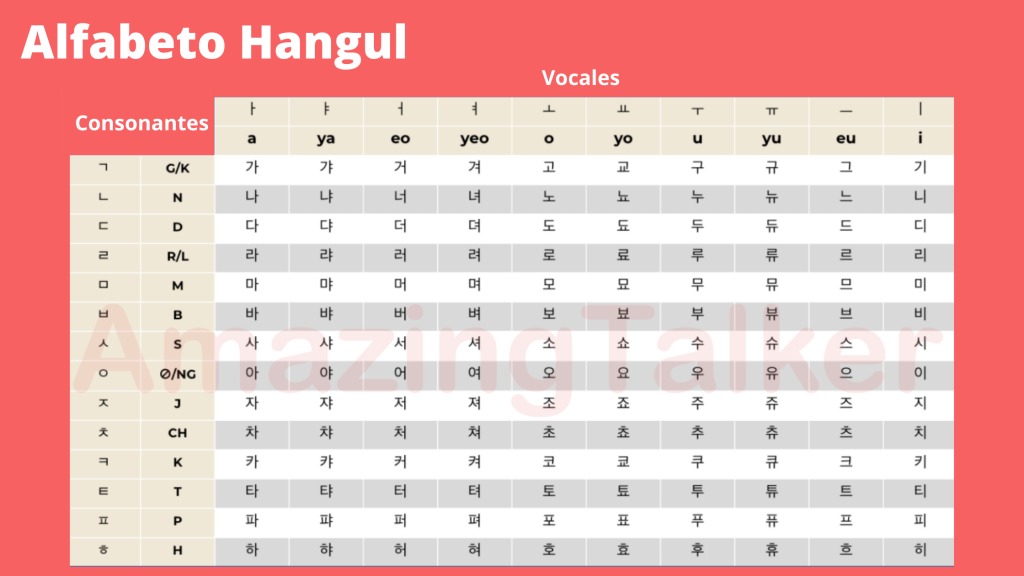 Alfabeto Hangul
Vocales
Consonantes
ㅏ ㅑ ㅓ ㅕ ㅗ ㅛ ㅜ ㅠ ㅡ ㅣ
a ya eo yeo o yo u yu eu i
ㄱ G/K 가 갸 거 겨 고 교 구 규 그 기
ㄴ N 나 냐 너 녀 노 뇨 누 뉴 느 니
ㄷ D 다 댜 더 뎌 도 됴 두 듀 드 디
ㄹ R/L 라 랴 러 려 로 료 루 류 르 리
ㅁ M 마 먀 머 며 모 묘 무 뮤 므 미
ㅂ B 바 뱌 버 벼 보 뵤 부 뷰 브 비
ㅅ S 사 샤 서 셔 소 쇼 수 슈 스 시
ㅇ ∅/NG 아 야 어 여 오 요 우 유 으 이
ㅈ J 자 쟈 저 져 조 죠 주 쥬 즈 지
ㅊ CH 차 챠 처 쳐 초 쵸 추 츄 츠 치
ㅋ K 카 캬 커 켜 코 쿄 쿠 큐 크 키
ㅌ T 타 탸 터 텨 토 툐 투 튜 트 티
ㅍ P 파 퍄 퍼 펴 포 표 푸 퓨 프 피
ㅎ H 하 햐 허 혀 호 효 후 휴 흐 히
AmazingTalker